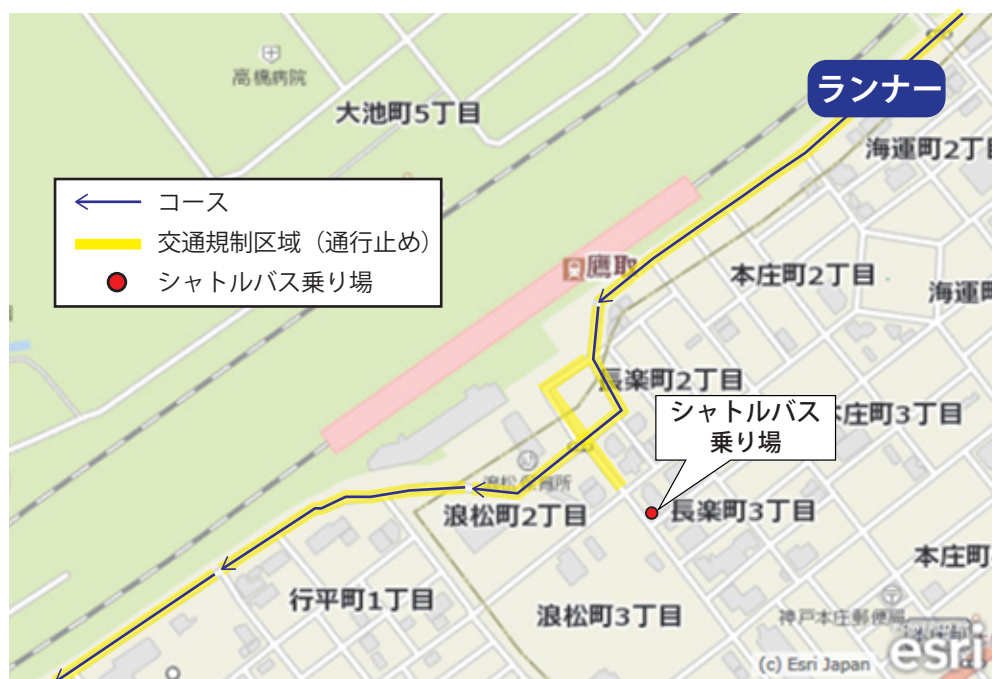 高橋病院
大池町5丁目
ランナー
海運町2丁目
コース
交通規制区域（通行止め）
シャトルバス乗り場
鷹取
本庄町2丁目
海運町
長楽町2丁目
シャトルバス
乗り場
本庄町3丁目
浪松保育所
浪松町2丁目
長楽町3丁目
本庄町
行平町1丁目
浪松町3丁目
神戸本庄郵便局
(c) Esri Japan
esri